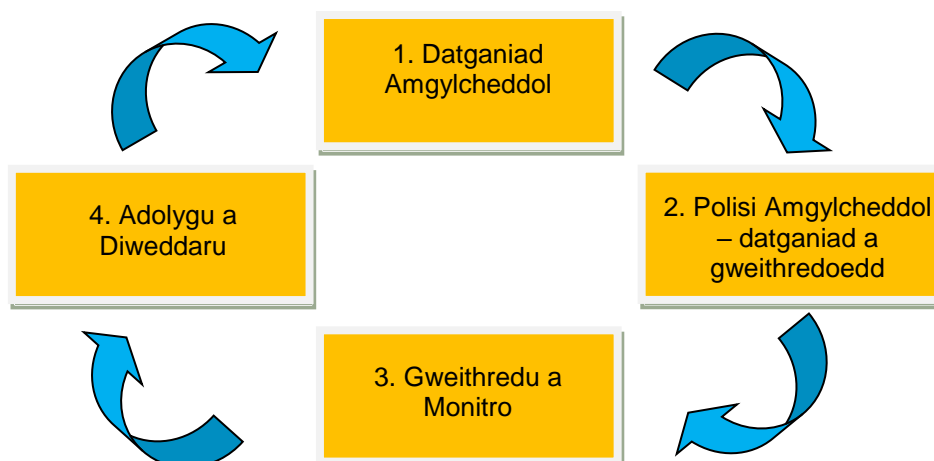 1. Datganiad
Amgylcheddol
2. Polisi Amgylcheddol
– datganiad a
gweithredoedd
3. Gweithredu a
Monitro
4. Adolygu a
Diweddaru